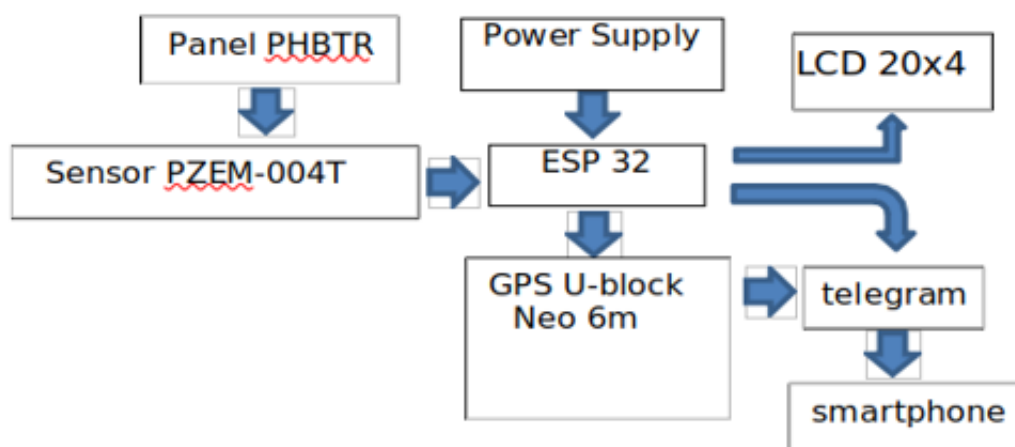 Panel PHBTR
Power Supply
LCD 20x4
Sensor PZEM-004T
ESP 32
GPS U-block
Neo 6m
telegram
smartphone